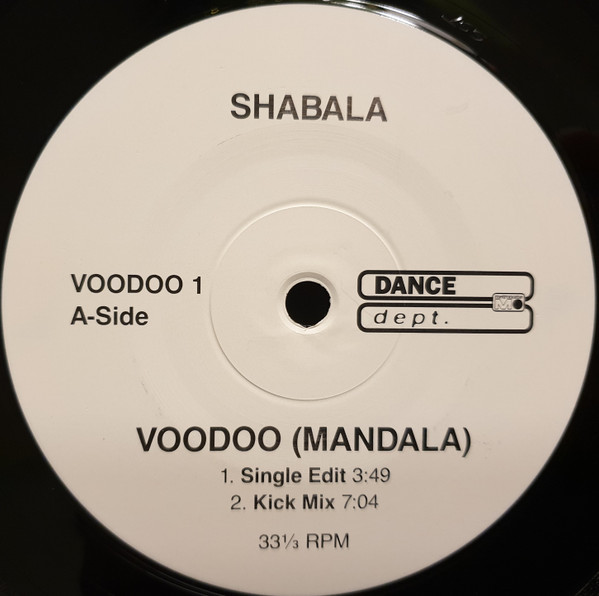 SHABALA
VOODOO 1
A-Side
DANCE
dept.
VOODOO (MANDALA)
1. Single Edit 3:49
2. Kick Mix 7:04
33⅓ RPM